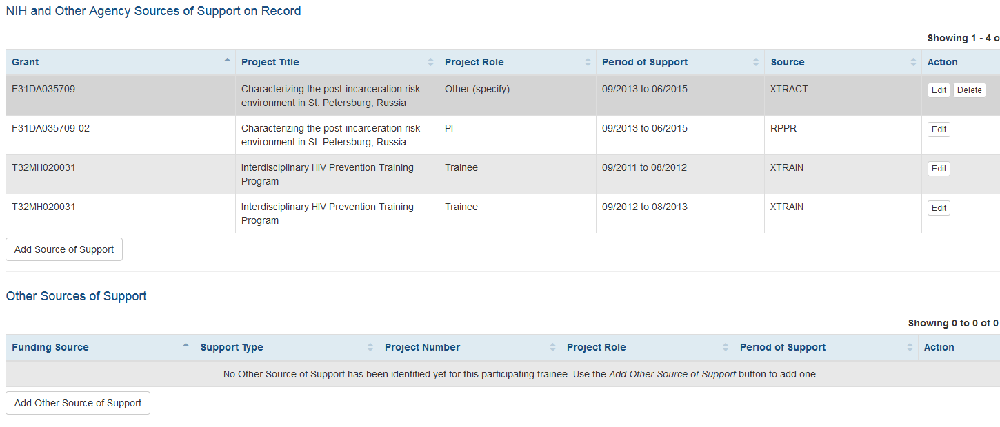 NIH and Other Agency Sources of Support on Record
Showing 1 - 4 o
Grant Project Title Project Role Period of Support Source Action
F31DA035709 Characterizing the post-incarceration risk Other (specify) 09/2013 to 06/2015 XTRACT Edit Delete
environment in St. Petersburg, Russia
F31DA035709-02 Characterizing the post-incarceration risk PI 09/2013 to 06/2015 RPPR Edit
environment in St. Petersburg, Russia
T32MH020031 Interdisciplinary HIV Prevention Training Trainee 09/2011 to 08/2012 XTRAIN Edit
Program
T32MH020031 Interdisciplinary HIV Prevention Training Trainee 09/2012 to 08/2013 XTRAIN Edit
Program
Add Source of Support
Other Sources of Support
Showing 0 to 0 of 0
Funding Source Support Type Project Number Project Role Period of Support Action
No Other Source of Support has been identified yet for this participating trainee. Use the Add Other Source of Support button to add one.
Add Other Source of Support